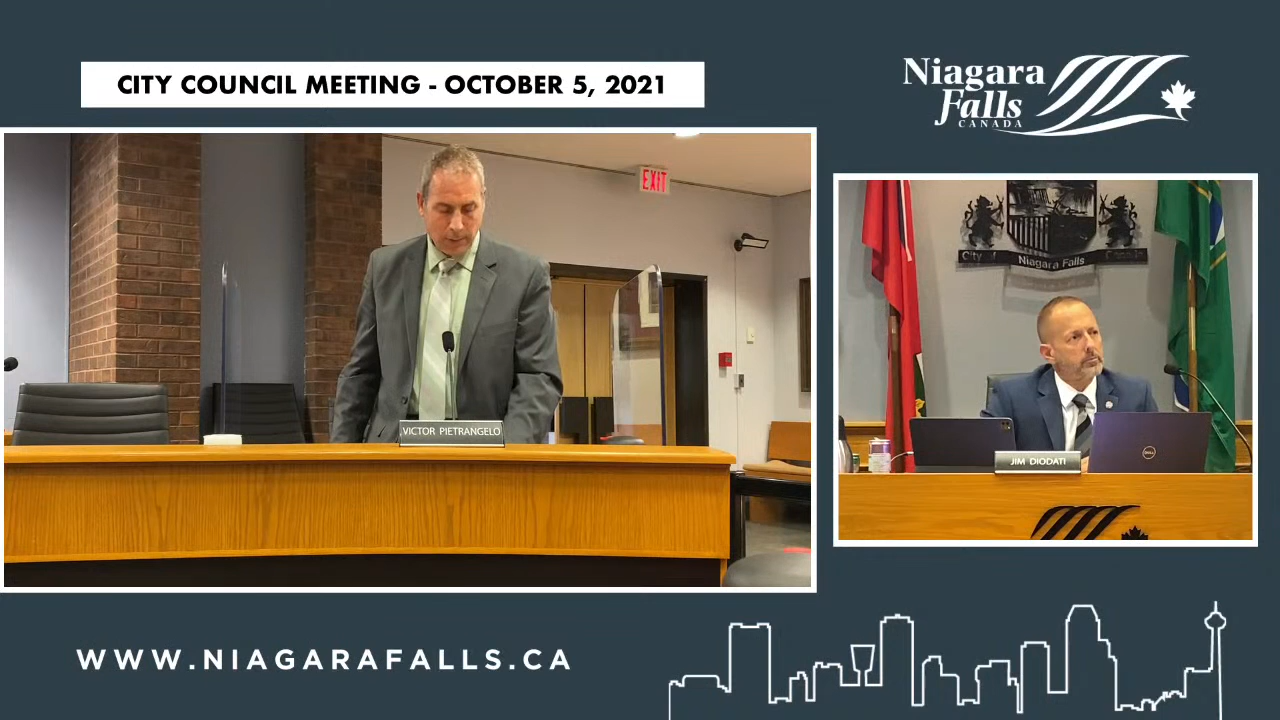 CITY COUNCIL MEETING - OCTOBER 5, 2021
Niagara
Falls
CANADA
EXIT
VICTOR PIETRANGELO
City
Niagara Falls
JIM DIODATI
DELL
WWW.NIAGARAFALLS.CA